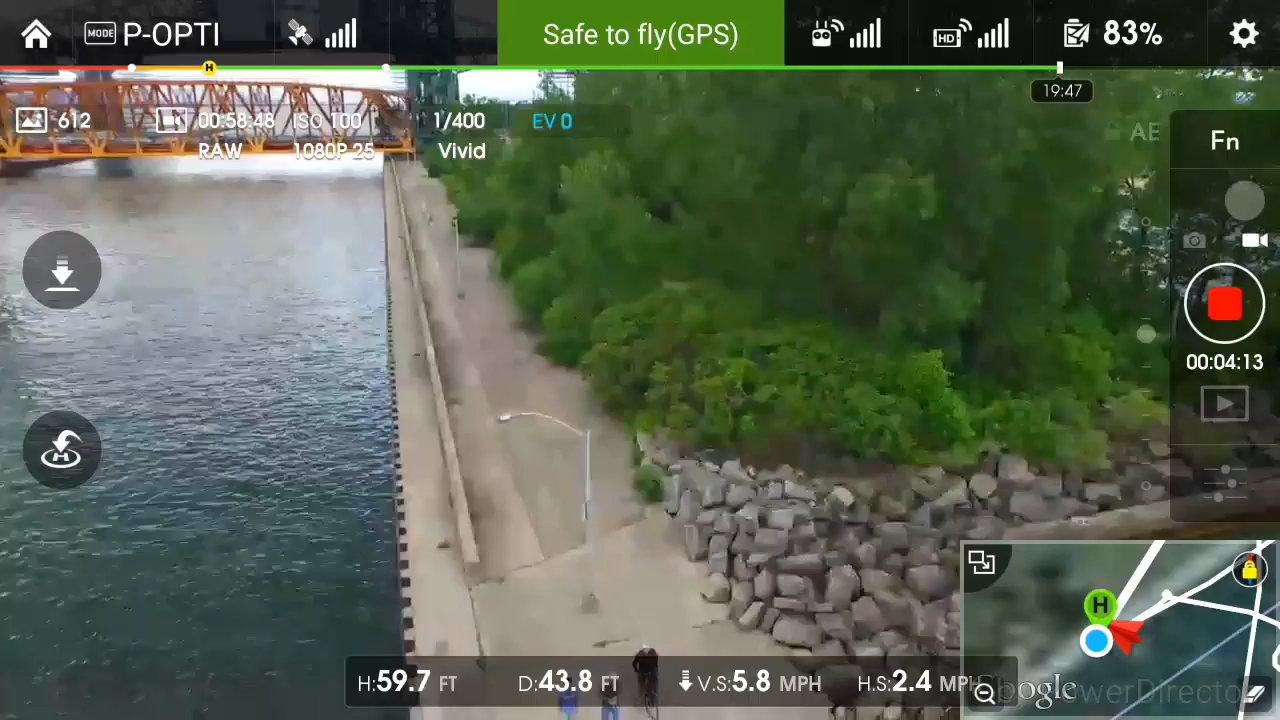 MODE P-OPTI Safe to fly(GPS) HD 83%
H
19:47
612 00:58:48 ISO 100 1/400 EV 0 AE
RAW 1080P 25 Vivid
Fn
00:04:13
H
H:59.7 FT D:43.8 FT V.S:5.8 MPH H.S:2.4 MPH
Google